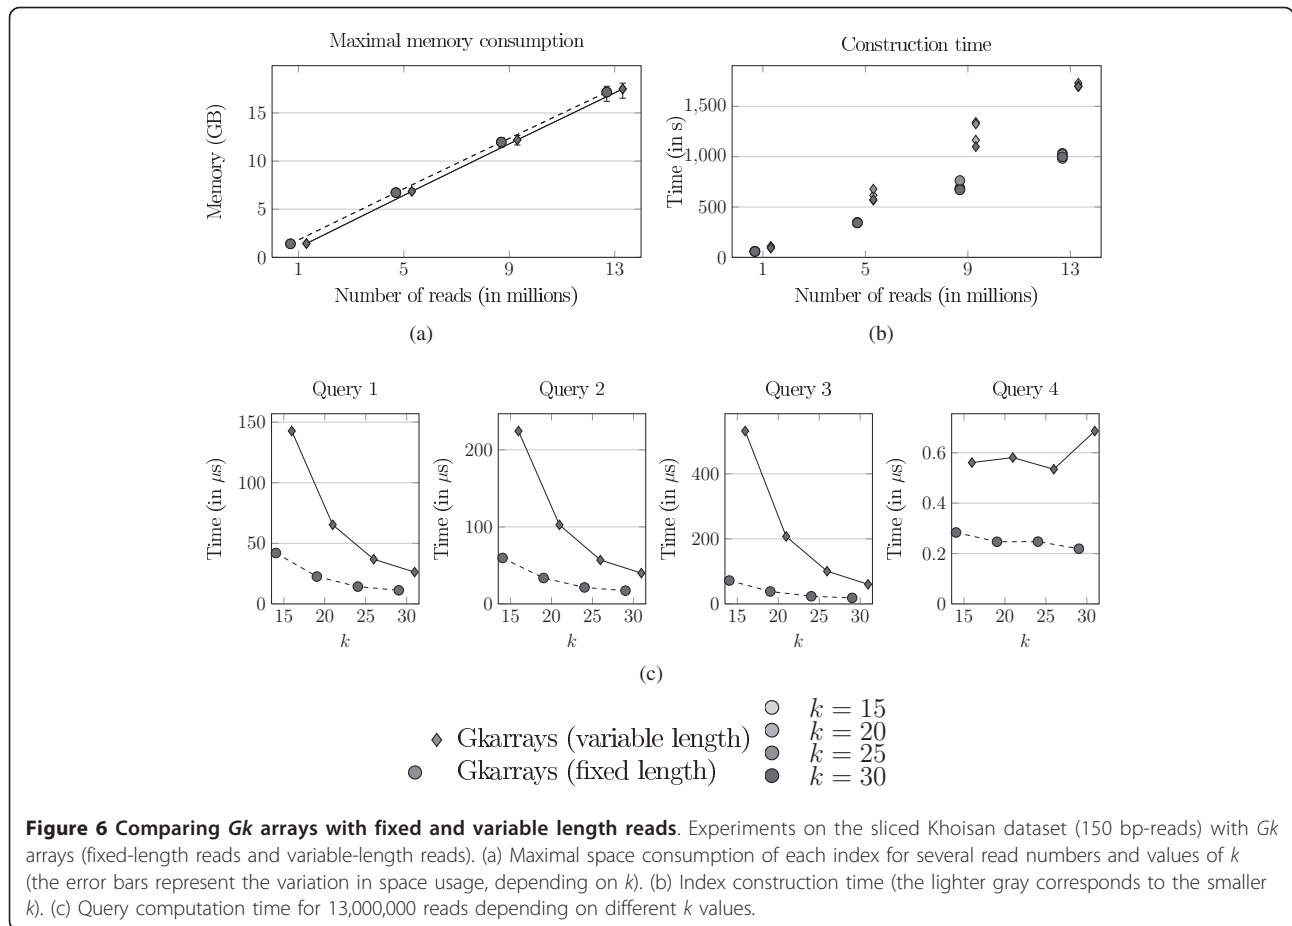 Maximal memory consumption
Memory (GB)
15
10
5
0
1 5 9 13
Number of reads (in millions)
(a)
Construction time
Time (in s)
1,500
1,000
500
0
1 5 9 13
Number of reads (in millions)
(b)
Query 1
Time (in µs)
150
100
50
0
15 20 25 30
k
Query 2
Time (in µs)
200
100
0
15 20 25 30
k
Query 3
Time (in µs)
400
200
0
15 20 25 30
k
Query 4
Time (in µs)
0.6
0.4
0.2
0
15 20 25 30
k
(c)
Gkarrays (variable length)
Gkarrays (fixed length)
k = 15
k = 20
k = 25
k = 30
Figure 6 Comparing Gk arrays with fixed and variable length reads. Experiments on the sliced Khoisan dataset (150 bp-reads) with Gk
arrays (fixed-length reads and variable-length reads). (a) Maximal space consumption of each index for several read numbers and values of k
(the error bars represent the variation in space usage, depending on k). (b) Index construction time (the lighter gray corresponds to the smaller
k). (c) Query computation time for 13,000,000 reads depending on different k values.